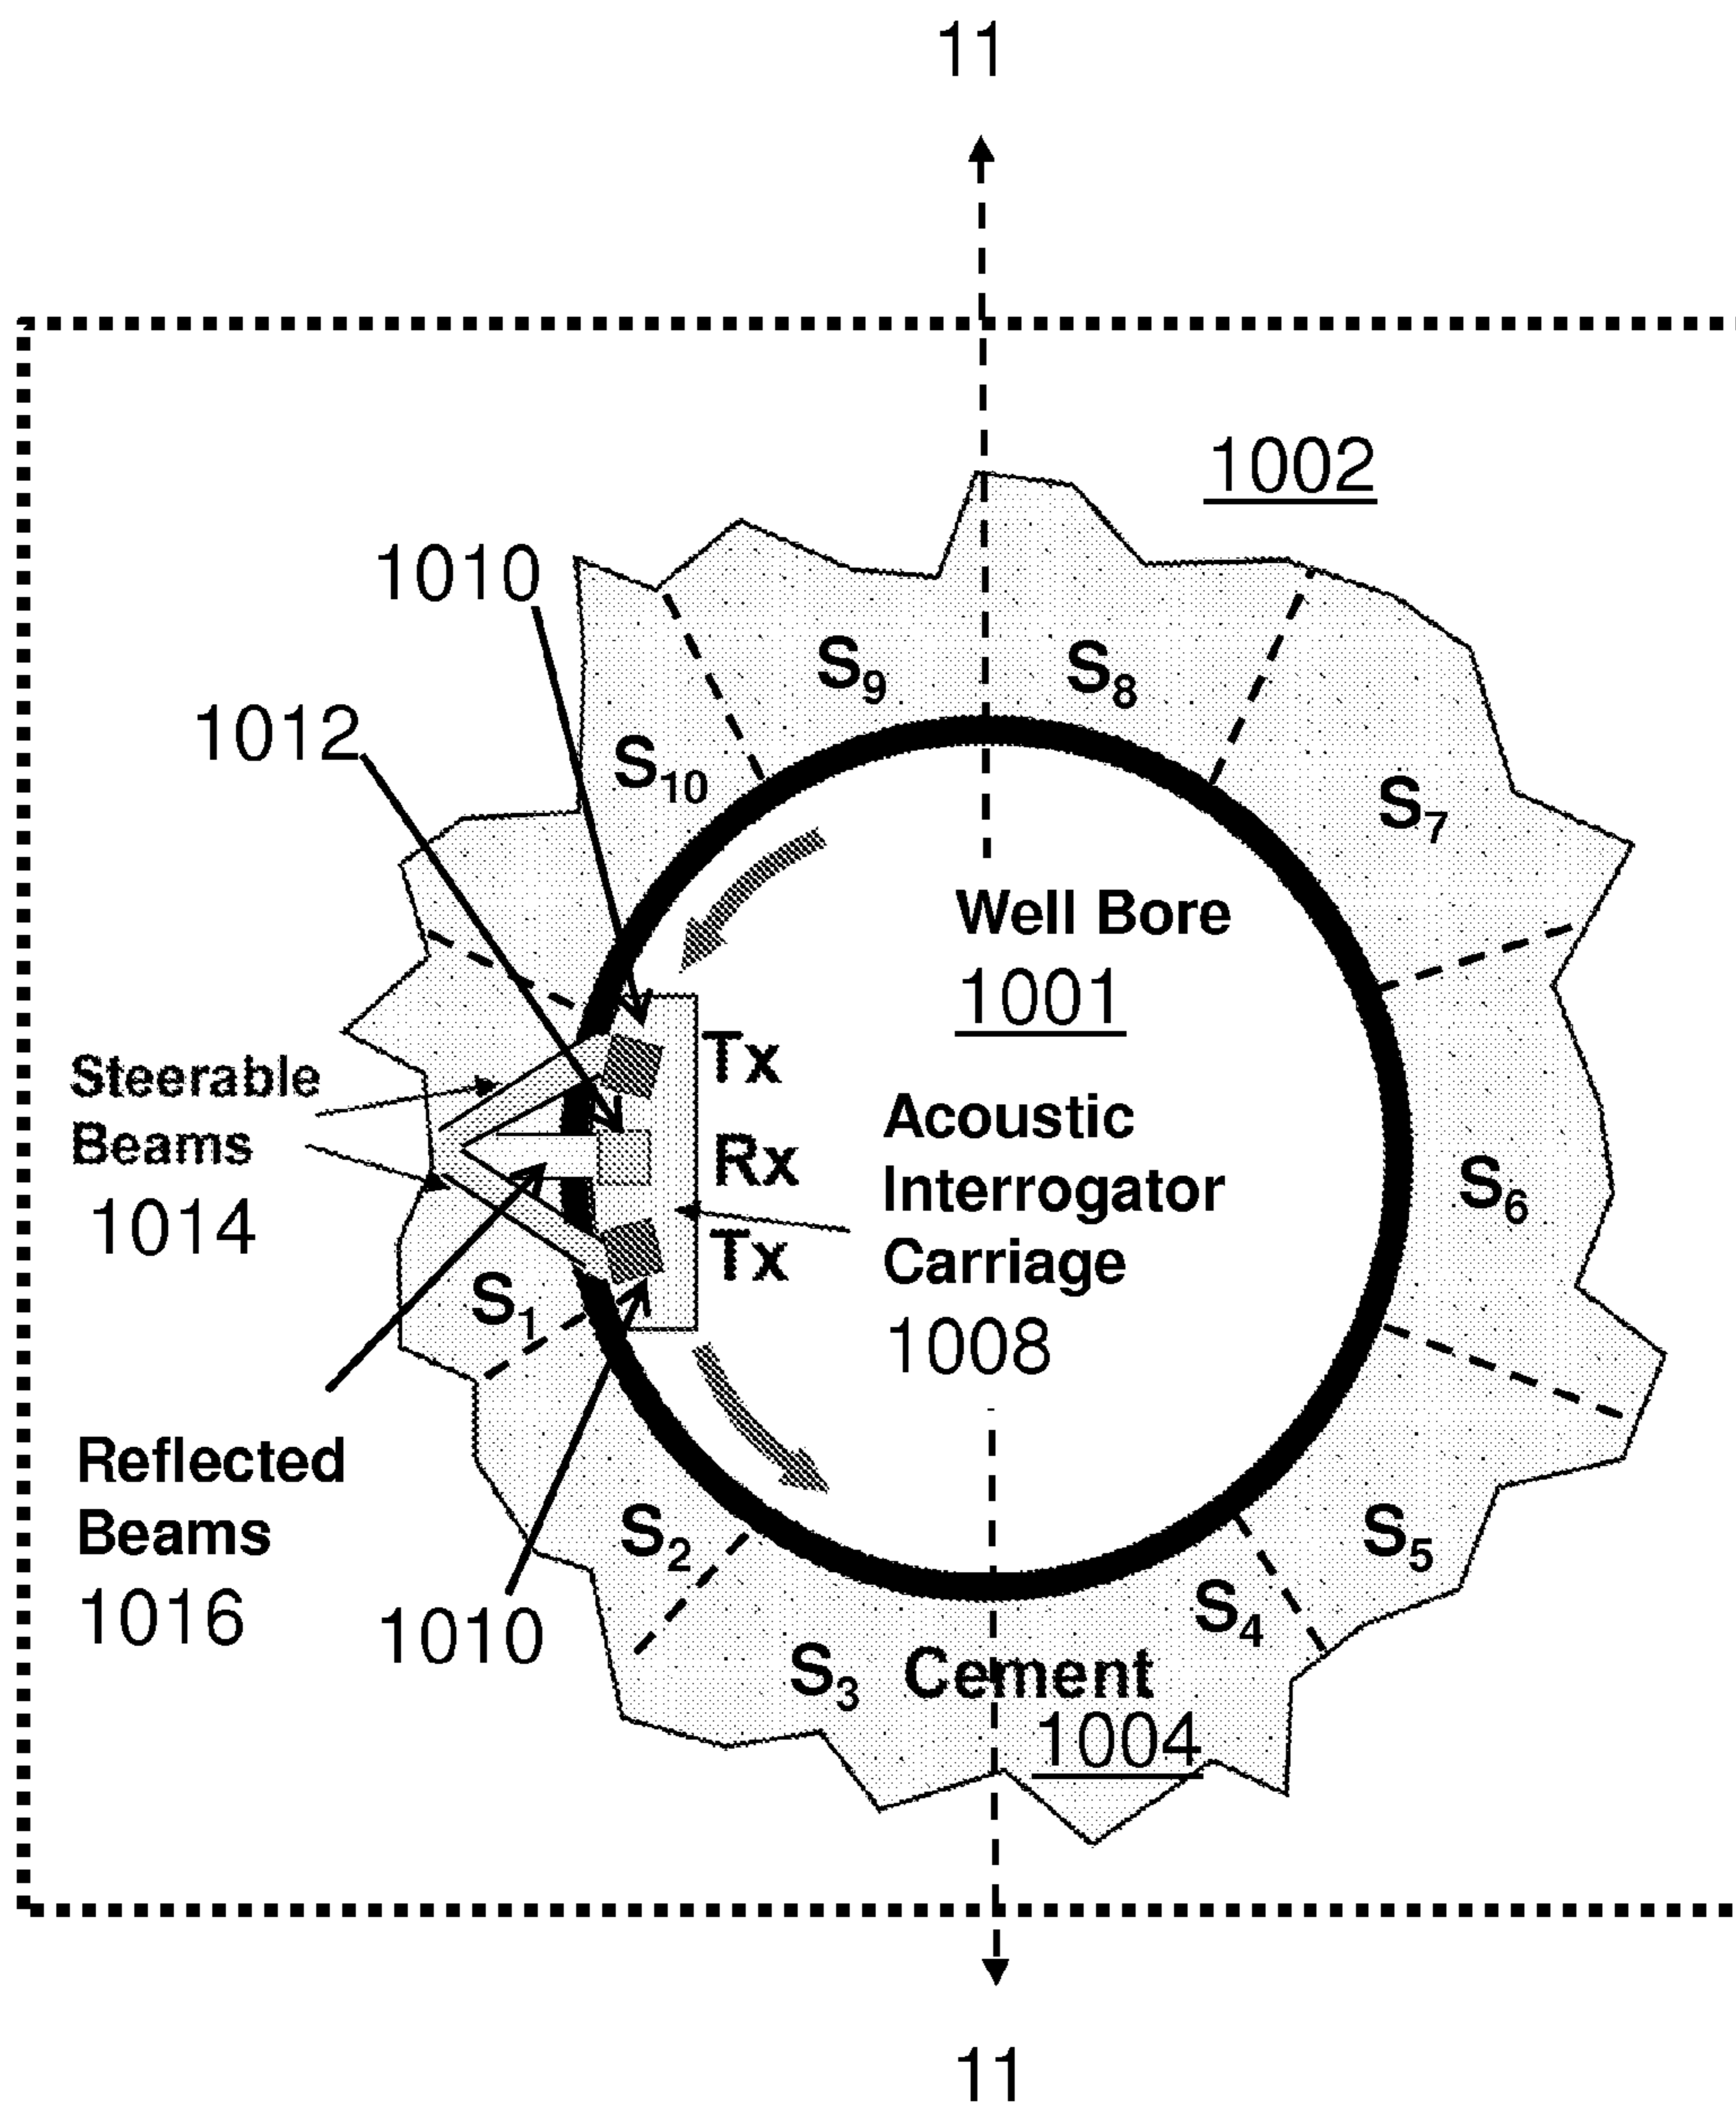 11
1002
1010
S9
S8
1012
S10
S7
Well Bore
1001
Tx
Steerable
Beams
1014
Rx
Acoustic
Interrogator
Carriage
1008
Tx
S6
S1
Reflected
Beams
1016
1010
S2
S5
S4
S3
Cement
1004
11